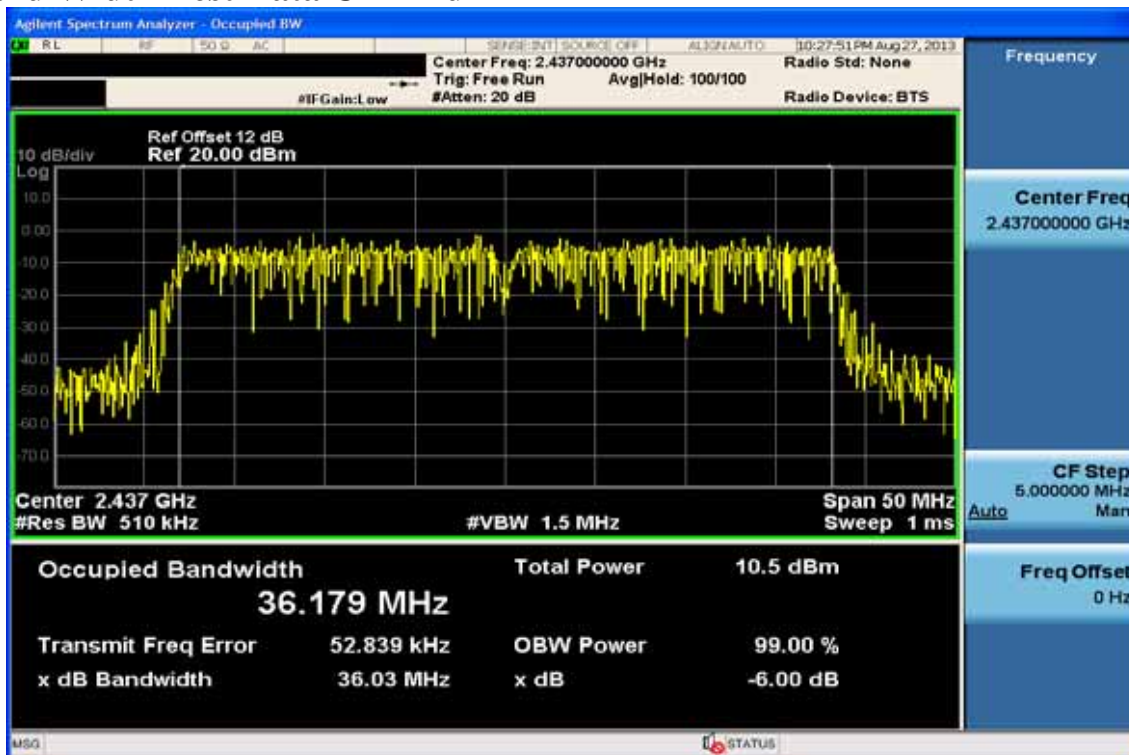 Agilent Spectrum Analyzer - Occupied BW
RL RF 50 Ω AC SENSE:INT SOURCE OFF ALIGN AUTO 10:27:51 PM Aug 27, 2013
Center Freq: 2.437000000 GHz Radio Std: None
Trig: Free Run Avg|Hold: 100/100
#IFGain:Low #Atten: 20 dB Radio Device: BTS
Ref Offset 12 dB
10 dB/div Ref 20.00 dBm
Log
10.0
0.00
-10.0
-20.0
-30.0
-40.0
-50.0
-60.0
-70.0
Center 2.437 GHz Span 50 MHz
#Res BW 510 kHz #VBW 1.5 MHz Sweep 1 ms
Occupied Bandwidth Total Power 10.5 dBm
36.179 MHz
Transmit Freq Error 52.839 kHz OBW Power 99.00 %
x dB Bandwidth 36.03 MHz x dB -6.00 dB
MSG STATUS
Frequency
Center Freq
2.437000000 GHz
CF Step
5.000000 MHz
Auto Man
Freq Offset
0 Hz